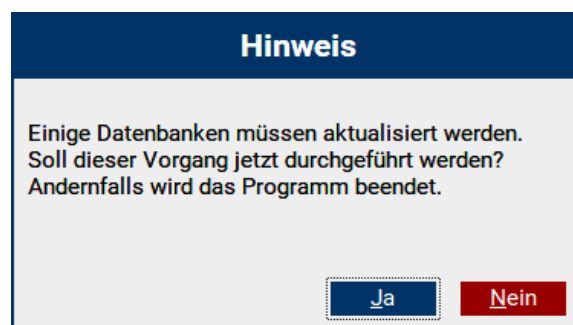 Hinweis
Einige Datenbanken müssen aktualisiert werden.
Soll dieser Vorgang jetzt durchgeführt werden?
Andernfalls wird das Programm beendet.
Ja
Nein